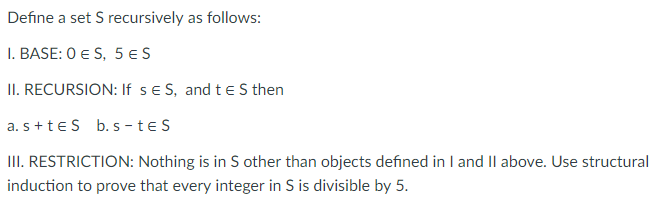 Define a set S recursively as follows:
I. BASE: 0 ∈ S, 5 ∈ S
II. RECURSION: If s ∈ S, and t ∈ S then
a. s + t ∈ S b. s – t ∈ S
III. RESTRICTION: Nothing is in S other than objects defined in I and II above. Use structural
induction to prove that every integer in S is divisible by 5.